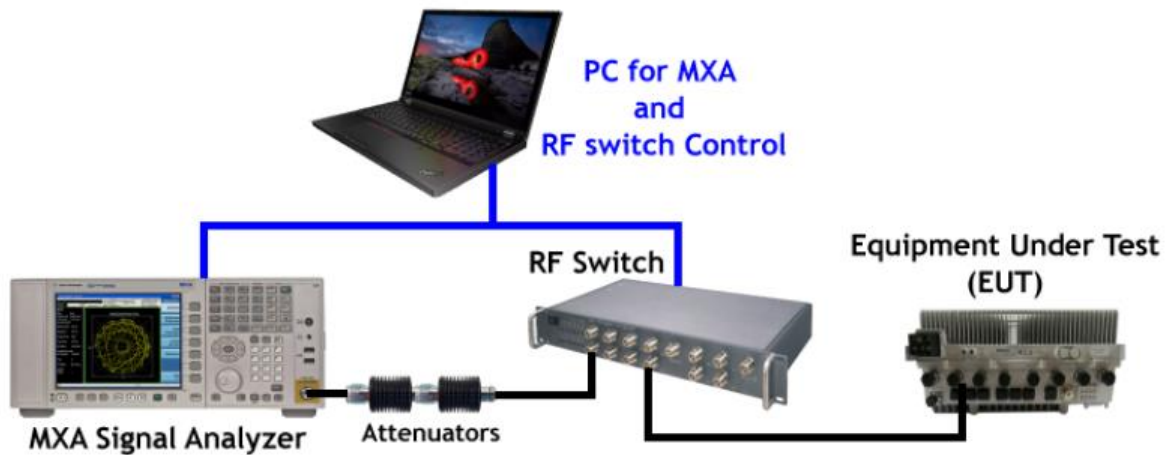 PC for MXA
and
RF switch Control
RF Switch
Equipment Under Test
(EUT)
MXA Signal Analyzer
Attenuators